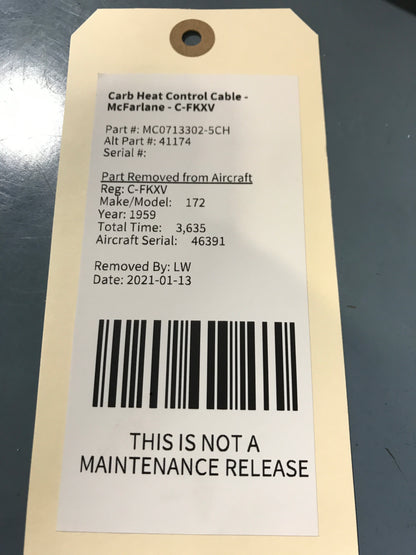 Carb Heat Control Cable -
McFarlane - C-FKXV
Part #: MC0713302-5CH
Alt Part #: 41174
Serial #:
Part Removed from Aircraft
Reg: C-FKXV
Make/Model: 172
Year: 1959
Total Time: 3,635
Aircraft Serial: 46391
Removed By: LW
Date: 2021-01-13
THIS IS NOT A
MAINTENANCE RELEASE